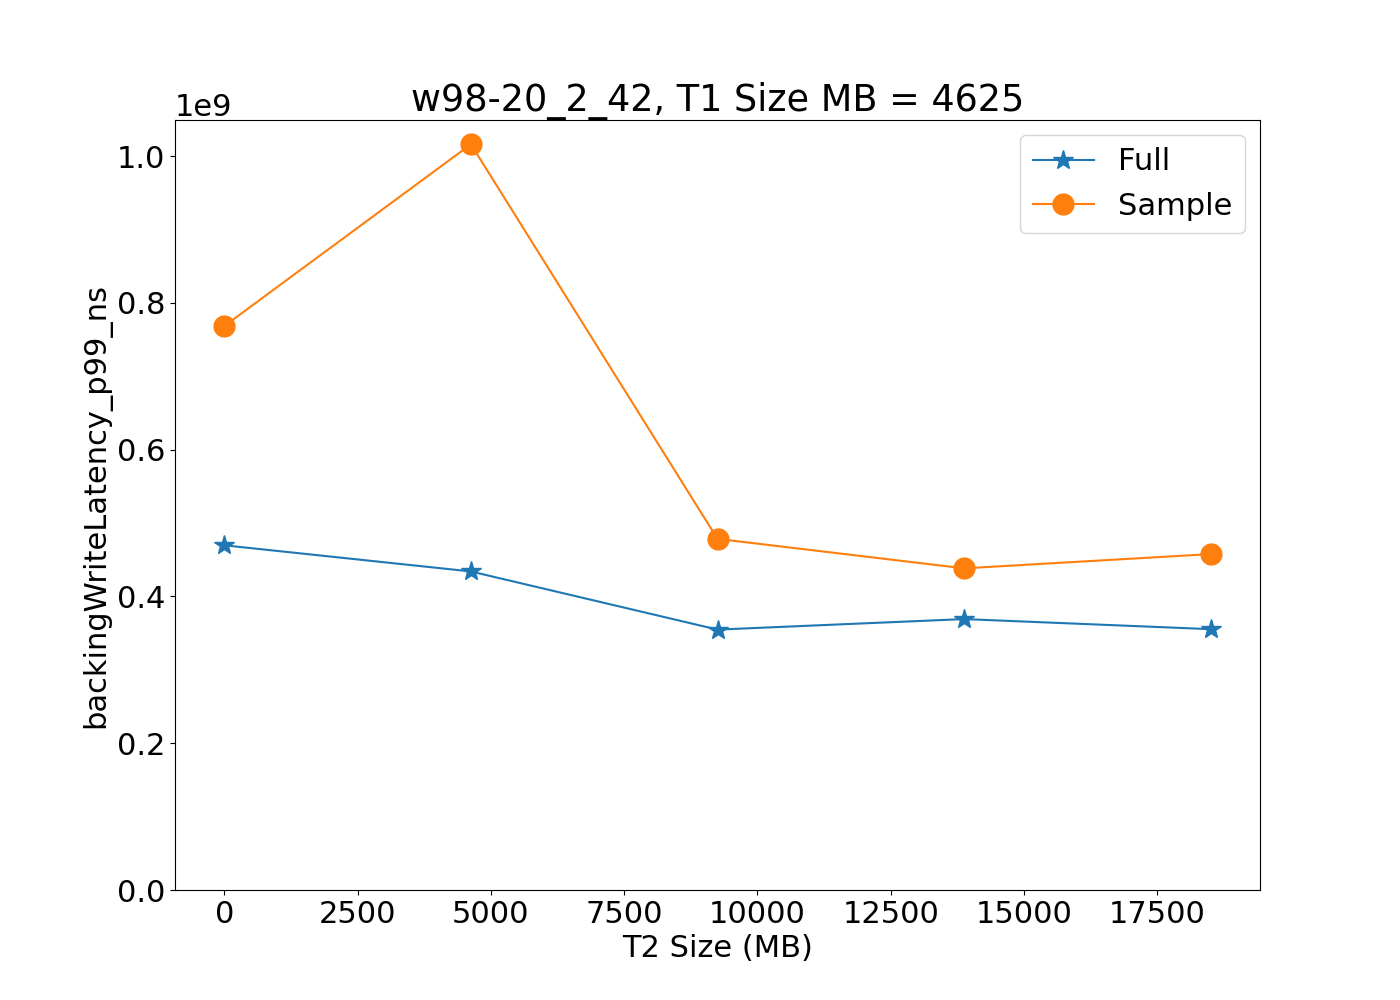 w98-20_2_42, T1 Size MB = 4625
1e9
Full
Sample
1.0
0.8
0.6
0.4
0.2
0.0
backingWriteLatency_p99_ns
0 2500 5000 7500 10000 12500 15000 17500
T2 Size (MB)